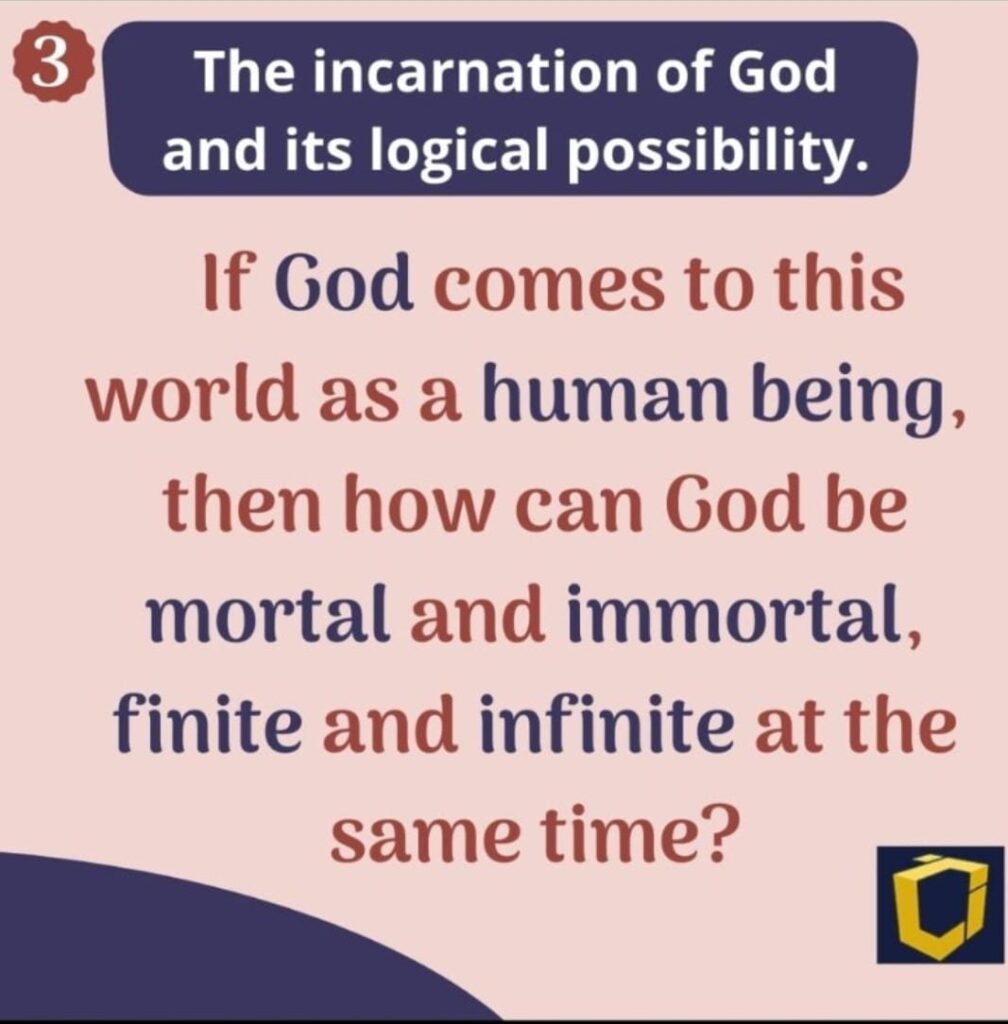 3
The incarnation of God
and its logical possibility.
If God comes to this
world as a human being,
then how can God be
mortal and immortal,
finite and infinite at the
same time?